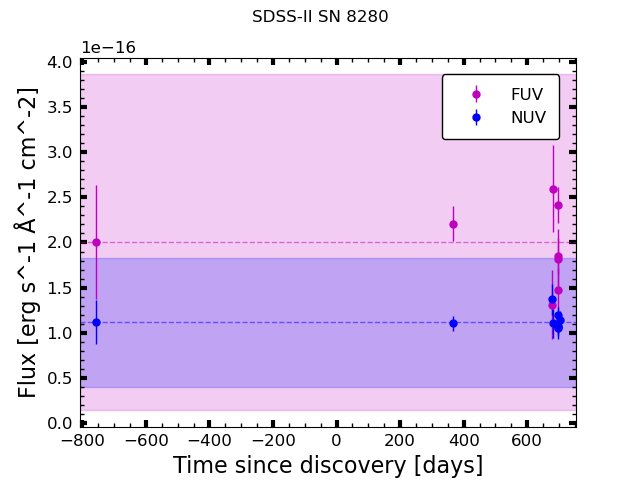 SDSS-II SN 8280
1e−16
FUV
NUV
4.0
3.5
3.0
2.5
2.0
1.5
1.0
0.5
0.0
Flux [erg s^-1 Å^-1 cm^-2]
−800 −600 −400 −200 0 200 400 600
Time since discovery [days]